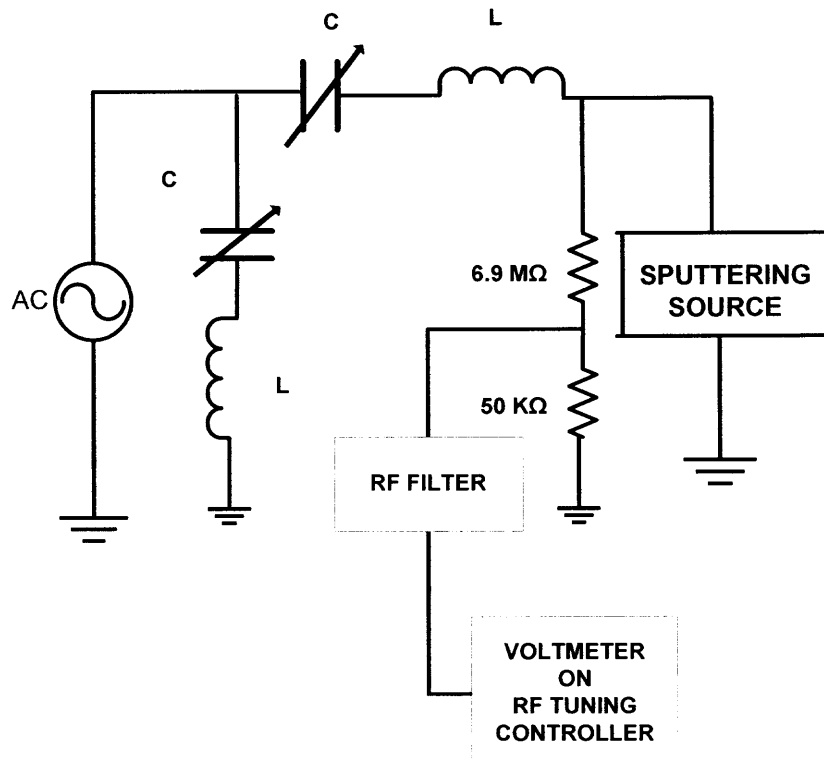 C
L
C
AC
L
6.9 MΩ
50 KΩ
SPUTTERING
SOURCE
RF FILTER
VOLTMETER
ON
RF TUNING
CONTROLLER